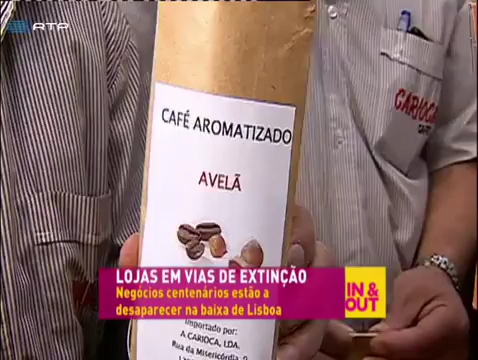 RTP
CARIOCA
CAFÉ AROMATIZADO
AVELÃ
LOJAS EM VIAS DE EXTINÇÃO
Negócios centenários estão a
desaparecer na baixa de Lisboa
IN &
OUT
Importado por:
A CARIOCA, LDA.
Rua da Misericórdia, 9